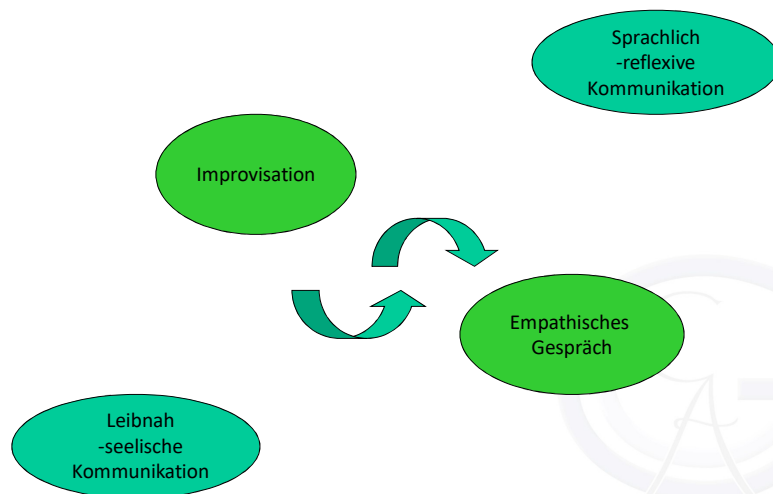 Sprachlich
-reflexive
Kommunikation
Improvisation
Empathisches
Gespräch
Leibnah
-seelische
Kommunikation